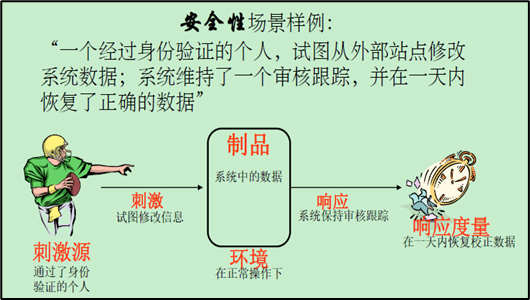 安全性场景样例：
“一个经过身份验证的个人，试图从外部站点修改
系统数据；系统维持了一个审核跟踪，并在一天内
恢复了正确的数据”
制品
系统中的数据
刺激
试图修改信息
响应
系统保持审核跟踪
刺激源
通过了身份
验证的个人
环境
在正常操作下
响应度量
在一天内恢复校正数据